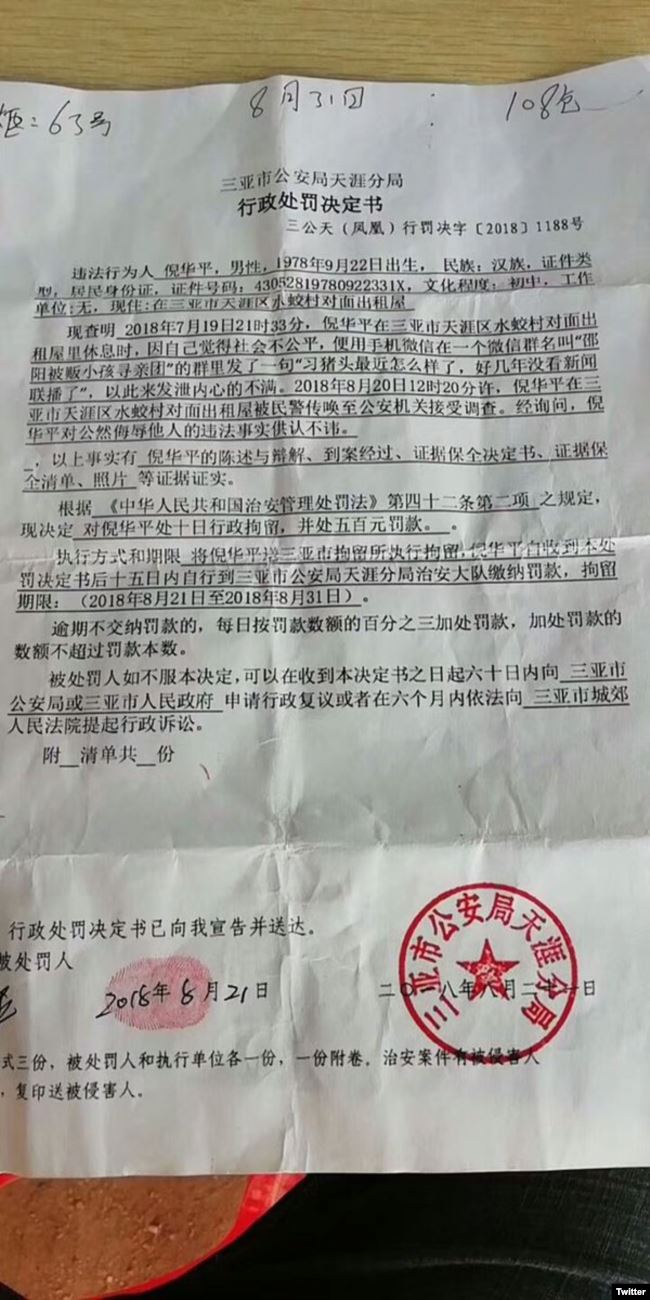 63号
8月31日
108包
三亚市公安局天涯分局
行政处罚决定书
三公天（凤凰）行罚决字〔2018〕1188号
违法行为人 倪华平，男性，1978年9月22日出生， 民族：汉族，证件类
型，居民身份证，证件号码：43052819780922331X，文化程度：初中，工作
单位：无，现住：在三亚市天涯区水蛟村对面出租屋
现查明 2018年7月19日21时33分，倪华平在三亚市天涯区水蛟村对面出
租屋里休息时，因自己觉得社会不公平，便用手机微信在一个微信群名叫“邵
阳被贩小孩寻亲团”的群里发了一句“习猪头最近怎么样了，好几年没看新闻
联播了”，以此来发泄内心的不满。2018年8月20日12时20分许，倪华平在三
亚市天涯区水蛟村对面出租屋被民警传唤至公安机关接受调查。经询问，倪
华平对公然侮辱他人的违法事实供认不讳。
，以上事实有 倪华平的陈述与辩解、到案经过、证据保全决定书、证据保
全清单、照片 等证据证实。
根据 《中华人民共和国治安管理处罚法》第四十二条第二项 之规定，
现决定 对倪华平处十日行政拘留，并处五百元罚款。 。
执行方式和期限 将倪华平送三亚市拘留所执行拘留，倪华平自收到本处
罚决定书后十五日内自行到三亚市公安局天涯分局治安大队缴纳罚款，拘留
期限：（2018年8月21日至2018年8月31日）。
逾期不交纳罚款的，每日按罚款数额的百分之三加处罚款，加处罚款的
数额不超过罚款本数。
被处罚人如不服本决定，可以在收到本决定书之日起六十日内向 三亚市
公安局或三亚市人民政府 申请行政复议或者在六个月内依法向 三亚市城郊
人民法院提起行政诉讼。
附__清单共__份
行政处罚决定书已向我宣告并送达。
被处罚人
2018年8月21日
二〇一八年八月二十一日
三亚市公安局天涯分局
式三份，被处罚人和执行单位各一份，一份附卷。治安案件有被侵害人
，复印送被侵害人。
Twitter